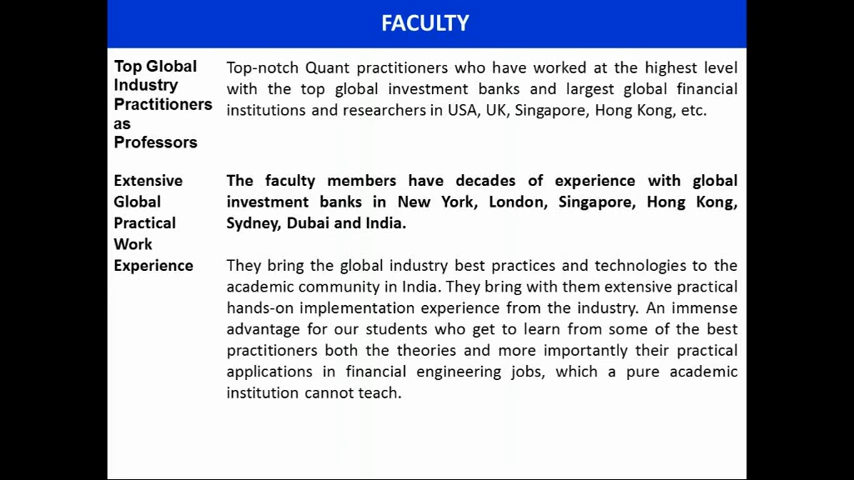 FACULTY
Top Global
Industry
Practitioners
as
Professors
Top-notch Quant practitioners who have worked at the highest level
with the top global investment banks and largest global financial
institutions and researchers in USA, UK, Singapore, Hong Kong, etc.
Extensive
Global
Practical
Work
Experience
The faculty members have decades of experience with global
investment banks in New York, London, Singapore, Hong Kong,
Sydney, Dubai and India.
They bring the global industry best practices and technologies to the
academic community in India. They bring with them extensive practical
hands-on implementation experience from the industry. An immense
advantage for our students who get to learn from some of the best
practitioners both the theories and more importantly their practical
applications in financial engineering jobs, which a pure academic
institution cannot teach.